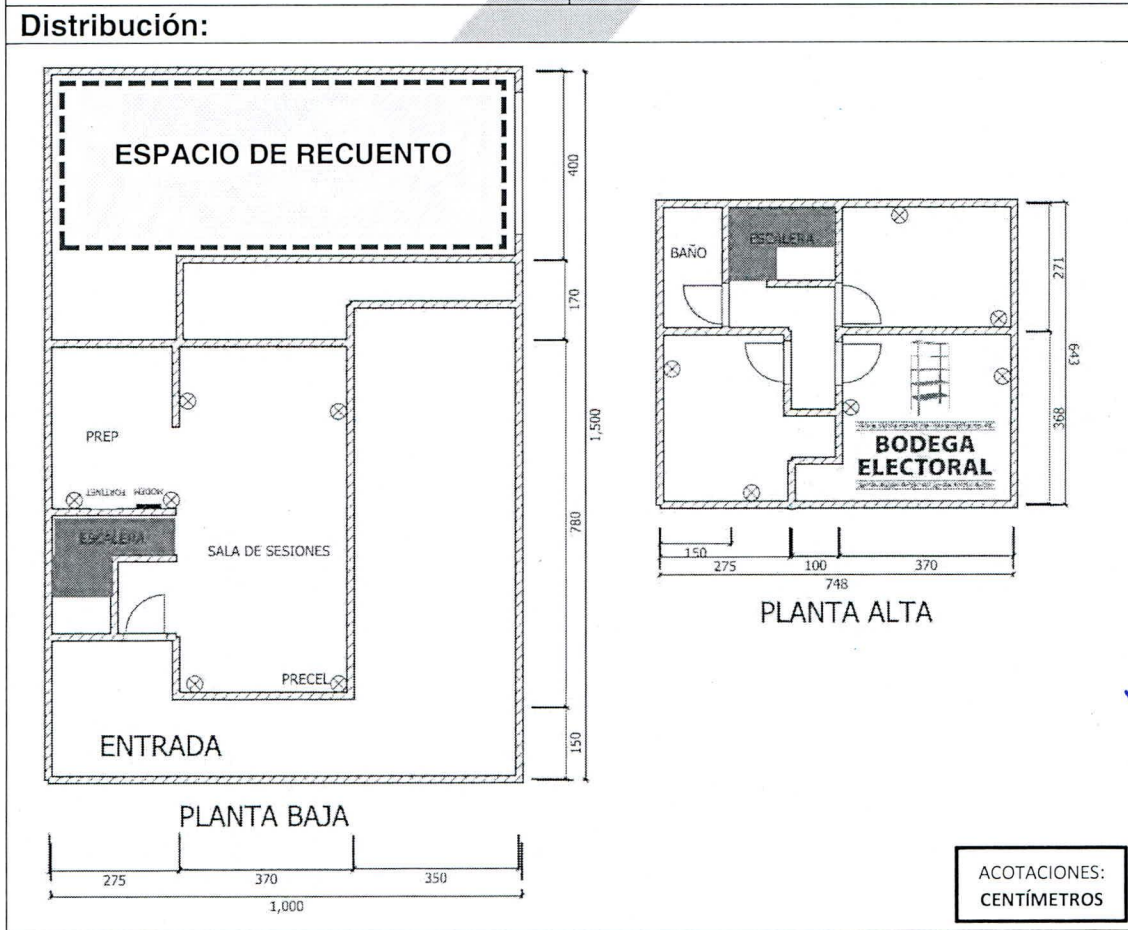 Distribución:
ESPACIO DE RECUENTO
400
170
1,500
780
150
PREP
MODEM
FORTINET
ESCALERA
SALA DE SESIONES
PRECEL
ENTRADA
PLANTA BAJA
275
370
350
1,000
BAÑO
ESCALERA
271
643
368
BODEGA
ELECTORAL
150
275
100
370
748
PLANTA ALTA
ACOTACIONES:
CENTÍMETROS